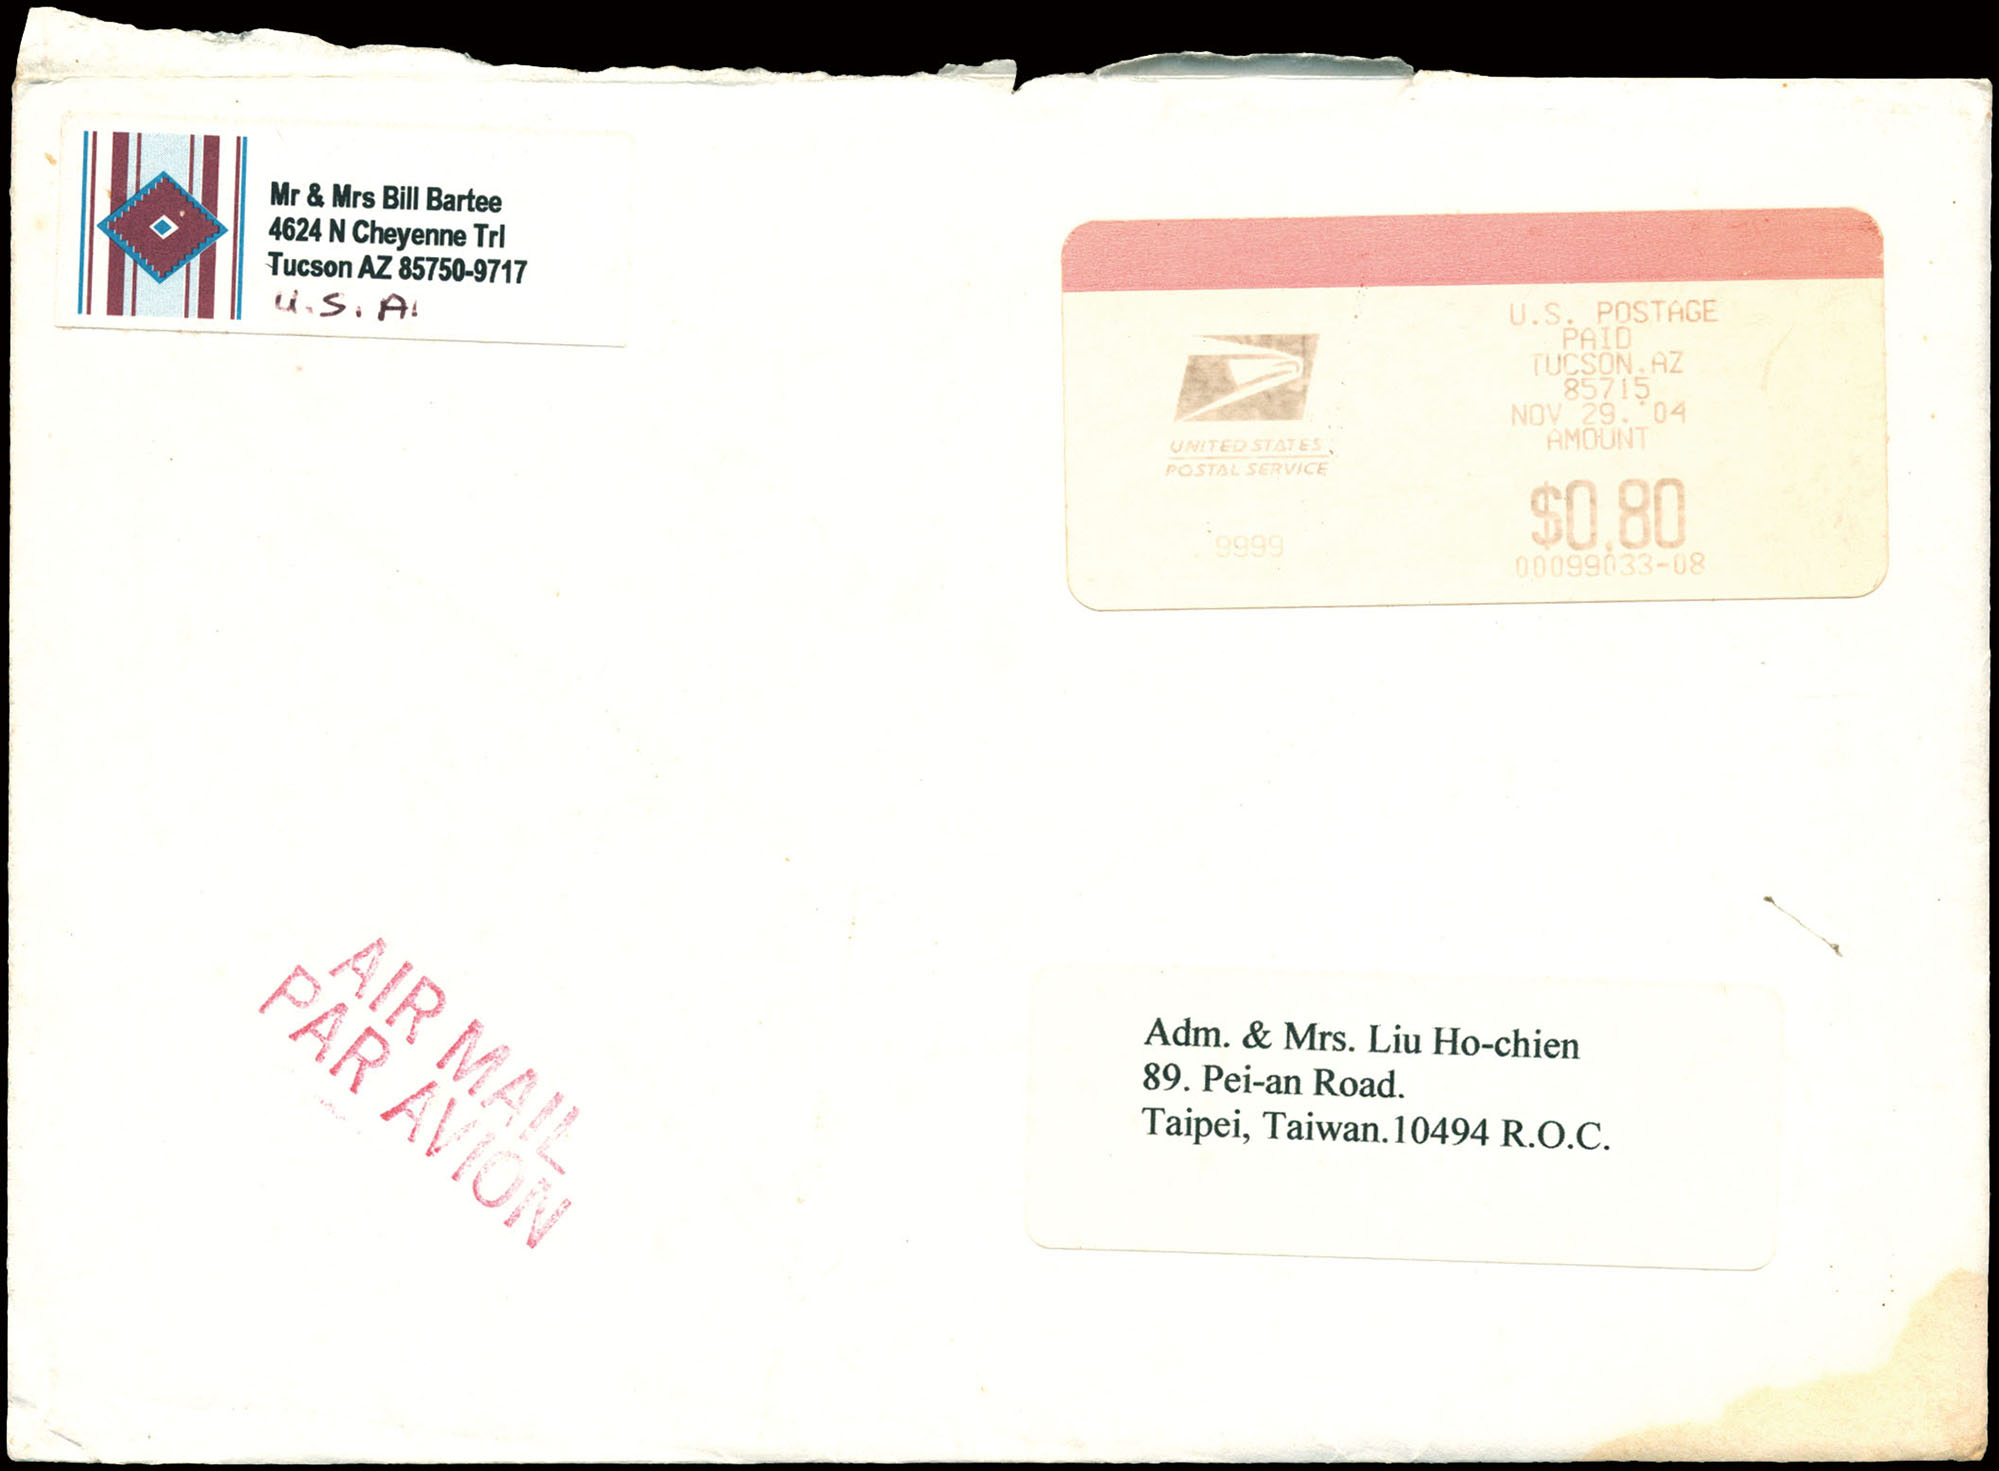 Mr & Mrs Bill Bartee
4624 N Cheyenne Trl
Tucson AZ 85750-9717
U.S.A.
U.S. POSTAGE
PAID
TUCSON.AZ
85715
NOV 29. '04
AMOUNT
$0.80
00099033-08
UNITED STATES
POSTAL SERVICE
9999
AIR MAIL
PAR AVION
Adm. & Mrs. Liu Ho-chien
89. Pei-an Road.
Taipei, Taiwan.10494 R.O.C.